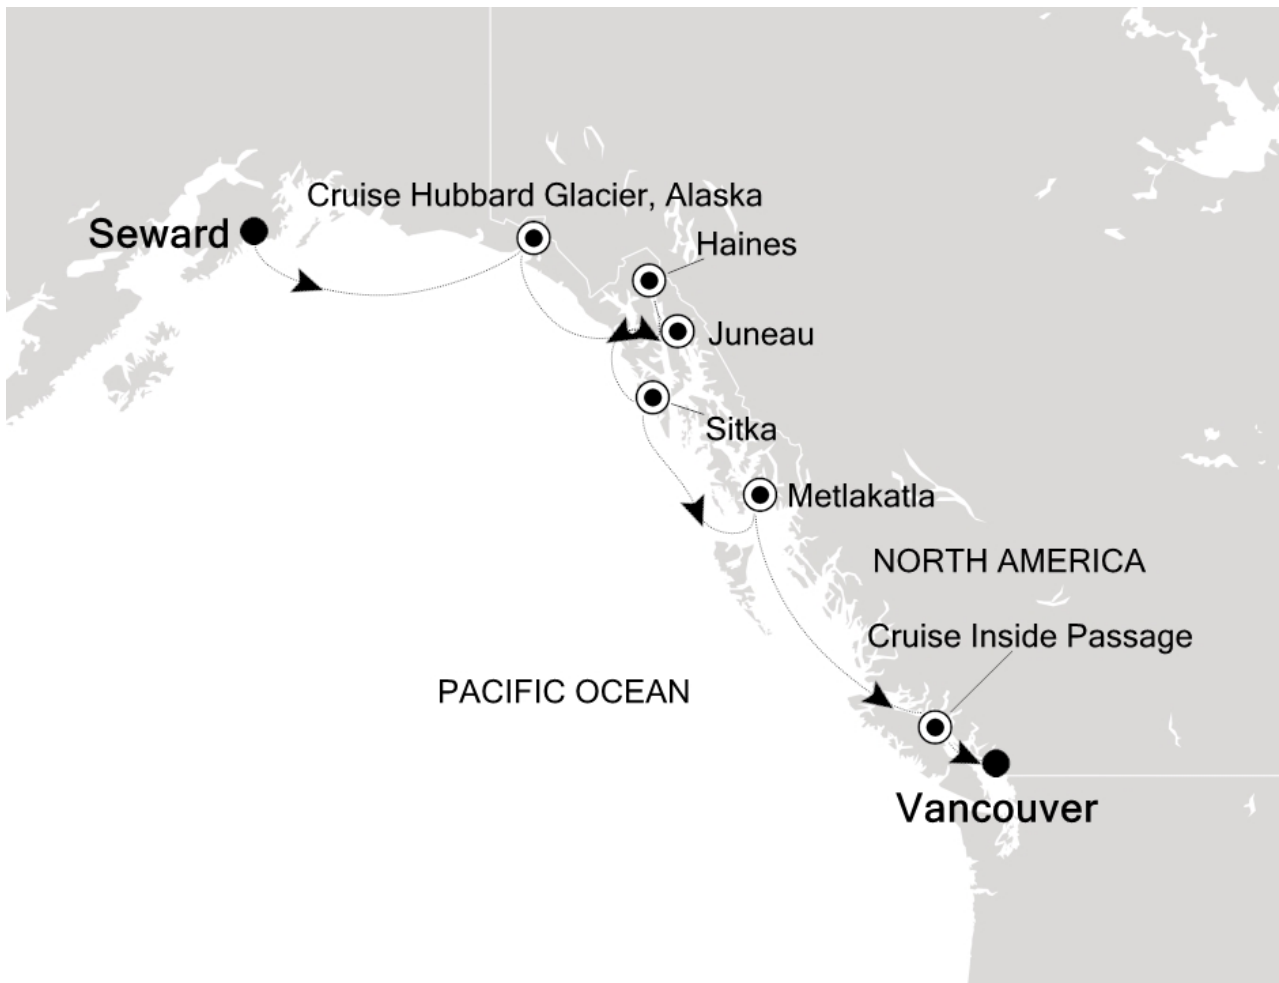 Cruise Hubbard Glacier, Alaska
Seward
Haines
Juneau
Sitka
Metlakatla
NORTH AMERICA
Cruise Inside Passage
PACIFIC OCEAN
Vancouver